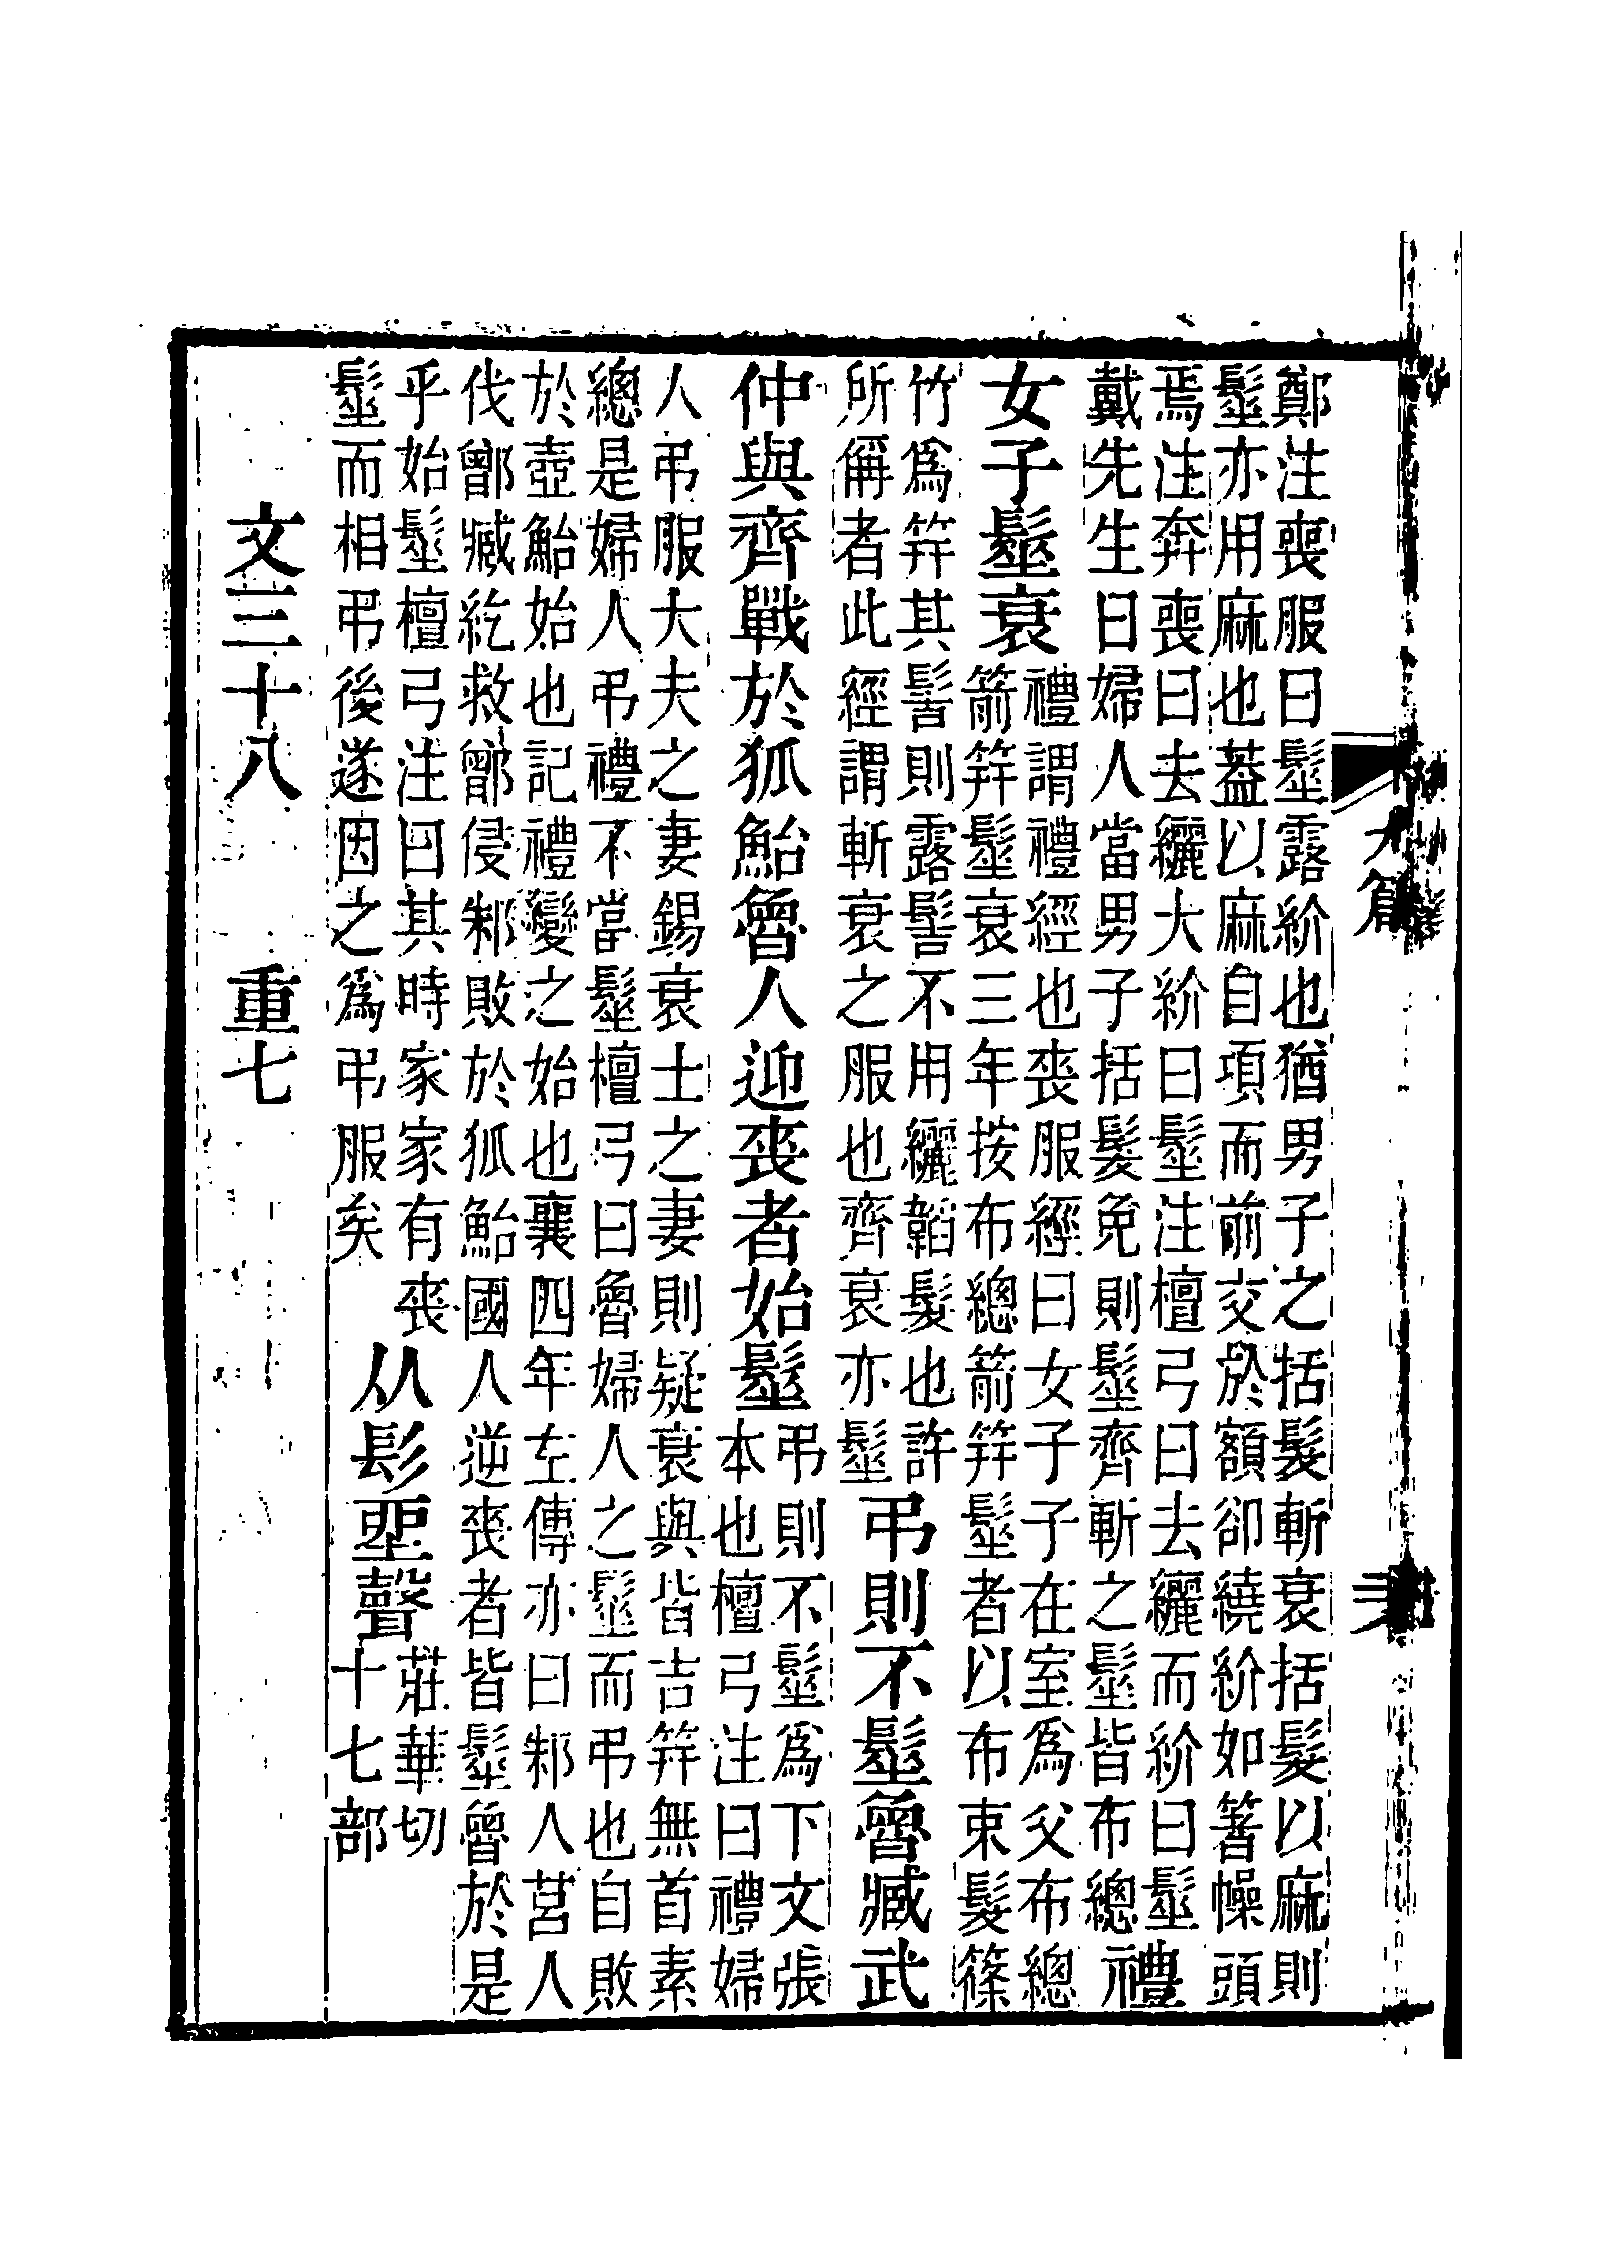 鄭注喪服曰髽露紒也猶男子之括髮斬衰括髮以麻則
髽亦用麻也葢以麻自項而前交於額卻繞紒如箸幧頭
焉注奔喪曰去纚大紒曰髽注檀弓曰去纚而紒曰髽
戴先生曰婦人當男子括髮免則髽齊斬之髽皆布總
禮
女子髽衰
禮謂禮經也喪服經曰女子子在室爲父布總
箭筓髽衰三年按布總箭筓髽者以布束髮篠
竹爲筓其髻則露髻不用纚韜髮也許
所偁者此經謂斬衰之服也齊衰亦髽
弔則不髽魯臧武
仲與齊戰於狐鮐魯人迎喪者始髽
弔則不髽爲下文張
本也檀弓注曰禮婦
人弔服大夫之妻錫衰士之妻則疑衰與皆吉筓無首素
總是婦人弔禮不當髽檀弓曰魯婦人之髽而弔也自敗
於壺鮐始也記禮變之始也襄四年左傳亦曰邾人莒人
伐鄫臧紇救鄫侵邾敗於狐鮐國人逆喪者皆髽魯於是
乎始髽檀弓注曰其時家家有喪
髽而相弔後遂因之爲弔服矣
从髟坐聲
莊華切
十七部
文三十八　重七